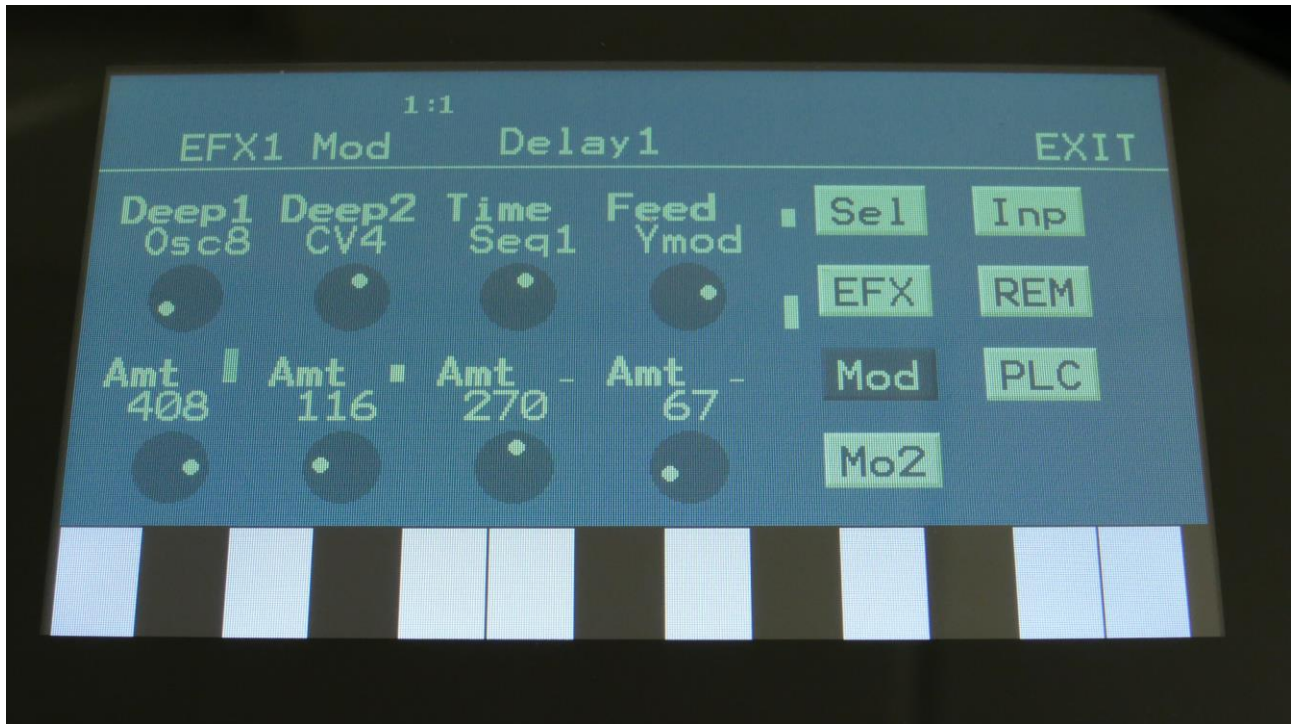 1:1
EFX1 Mod Delay1 EXIT
Deep1 Deep2 Time Feed Sel Inp
Osc8 CV4 Seq1 Ymod
EFX REM
Amt Amt Amt Amt Mod PLC
408 116 270 67
Mo2